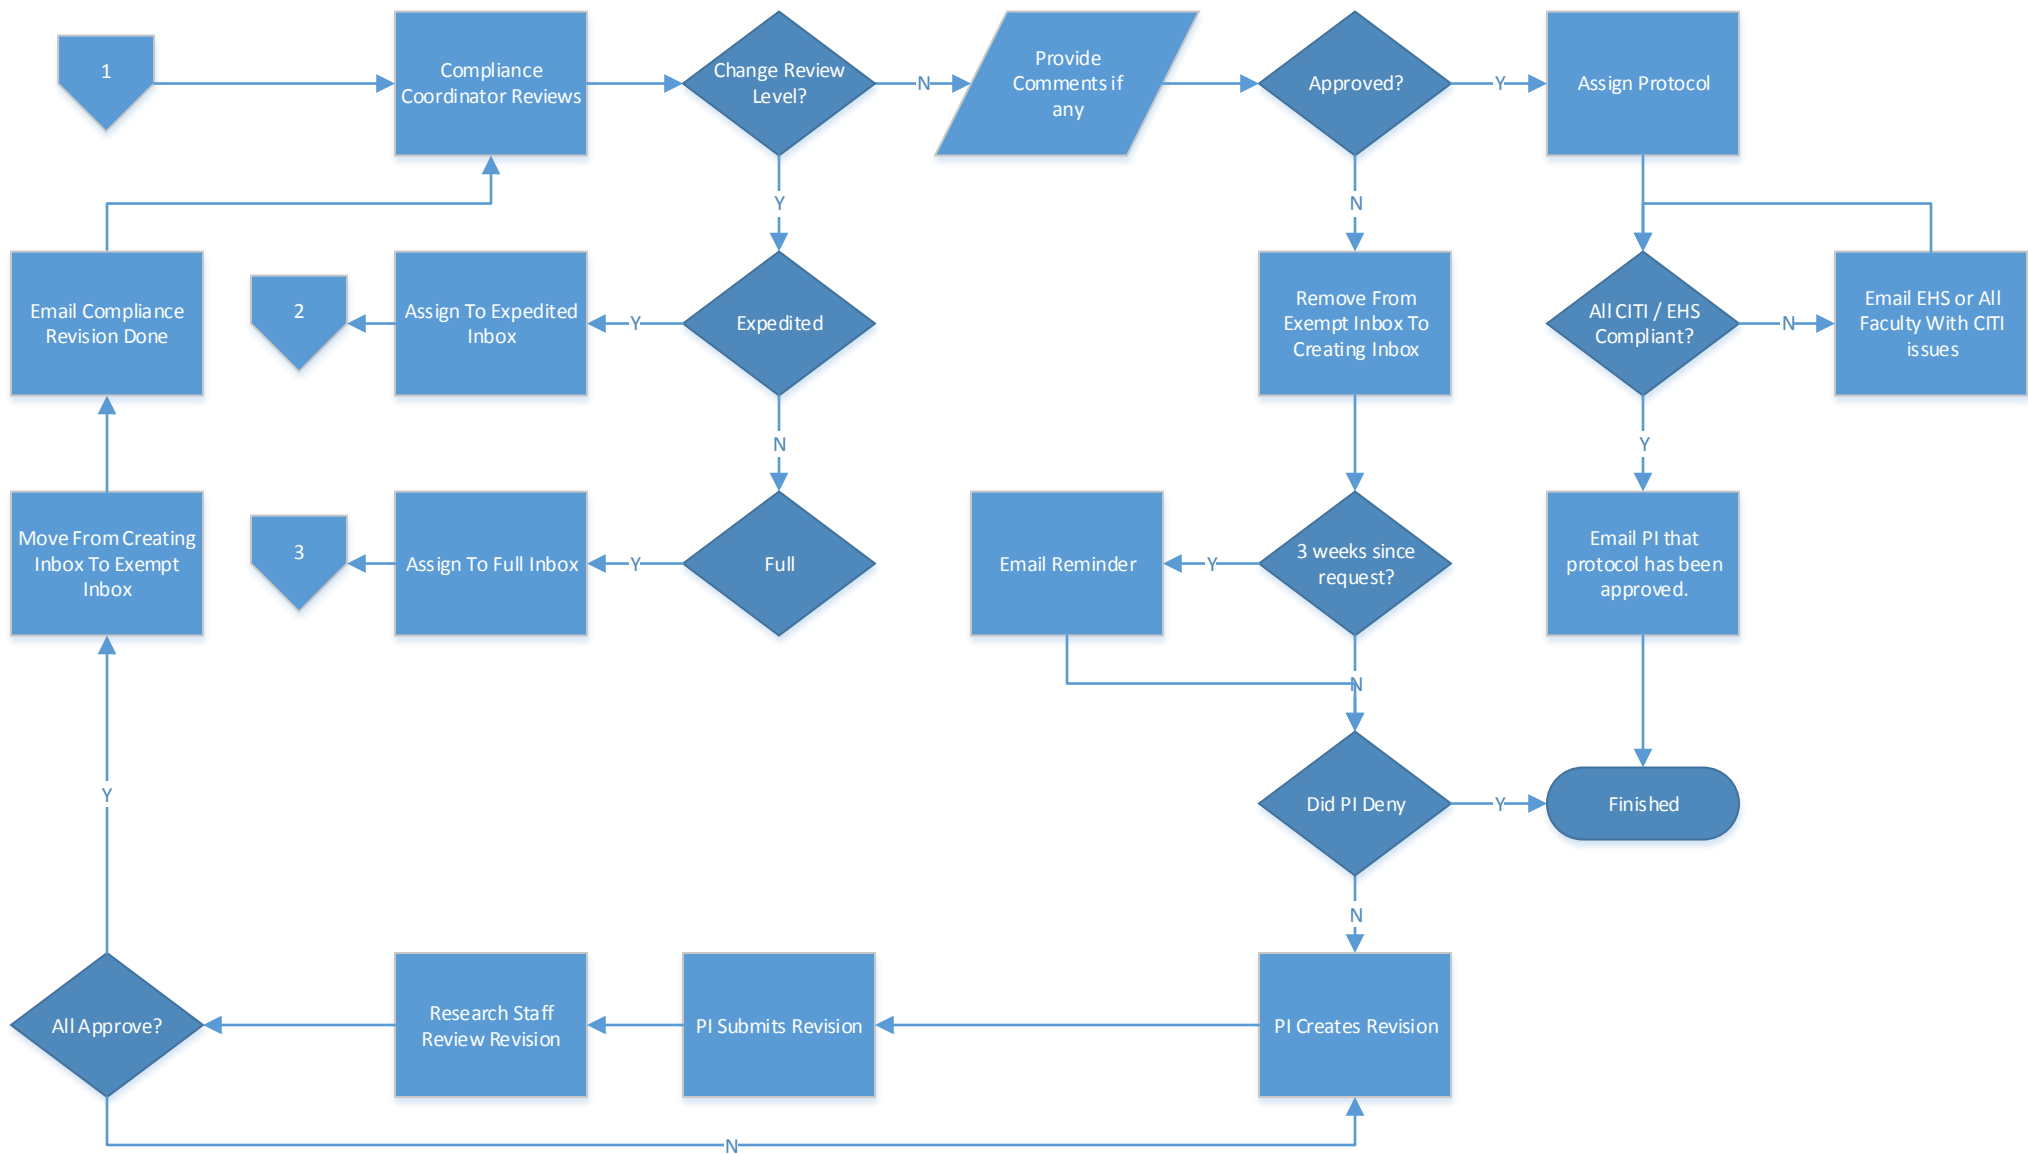 1
Compliance
Coordinator Reviews
Change Review
Level?
N
Provide
Comments if
any
Approved?
Y
Assign Protocol
Y
N
Email Compliance
Revision Done
2
Assign To Expedited
Inbox
Y
Expedited
Remove From
Exempt Inbox To
Creating Inbox
All CITI / EHS
Compliant?
N
Email EHS or All
Faculty With CITI
issues
N
Y
Move From Creating
Inbox To Exempt
Inbox
3
Assign To Full Inbox
Y
Full
Email Reminder
Y
3 weeks since
request?
Email PI that
protocol has been
approved.
N
Y
Did PI Deny
Y
Finished
N
All Approve?
Research Staff
Review Revision
PI Submits Revision
PI Creates Revision
N